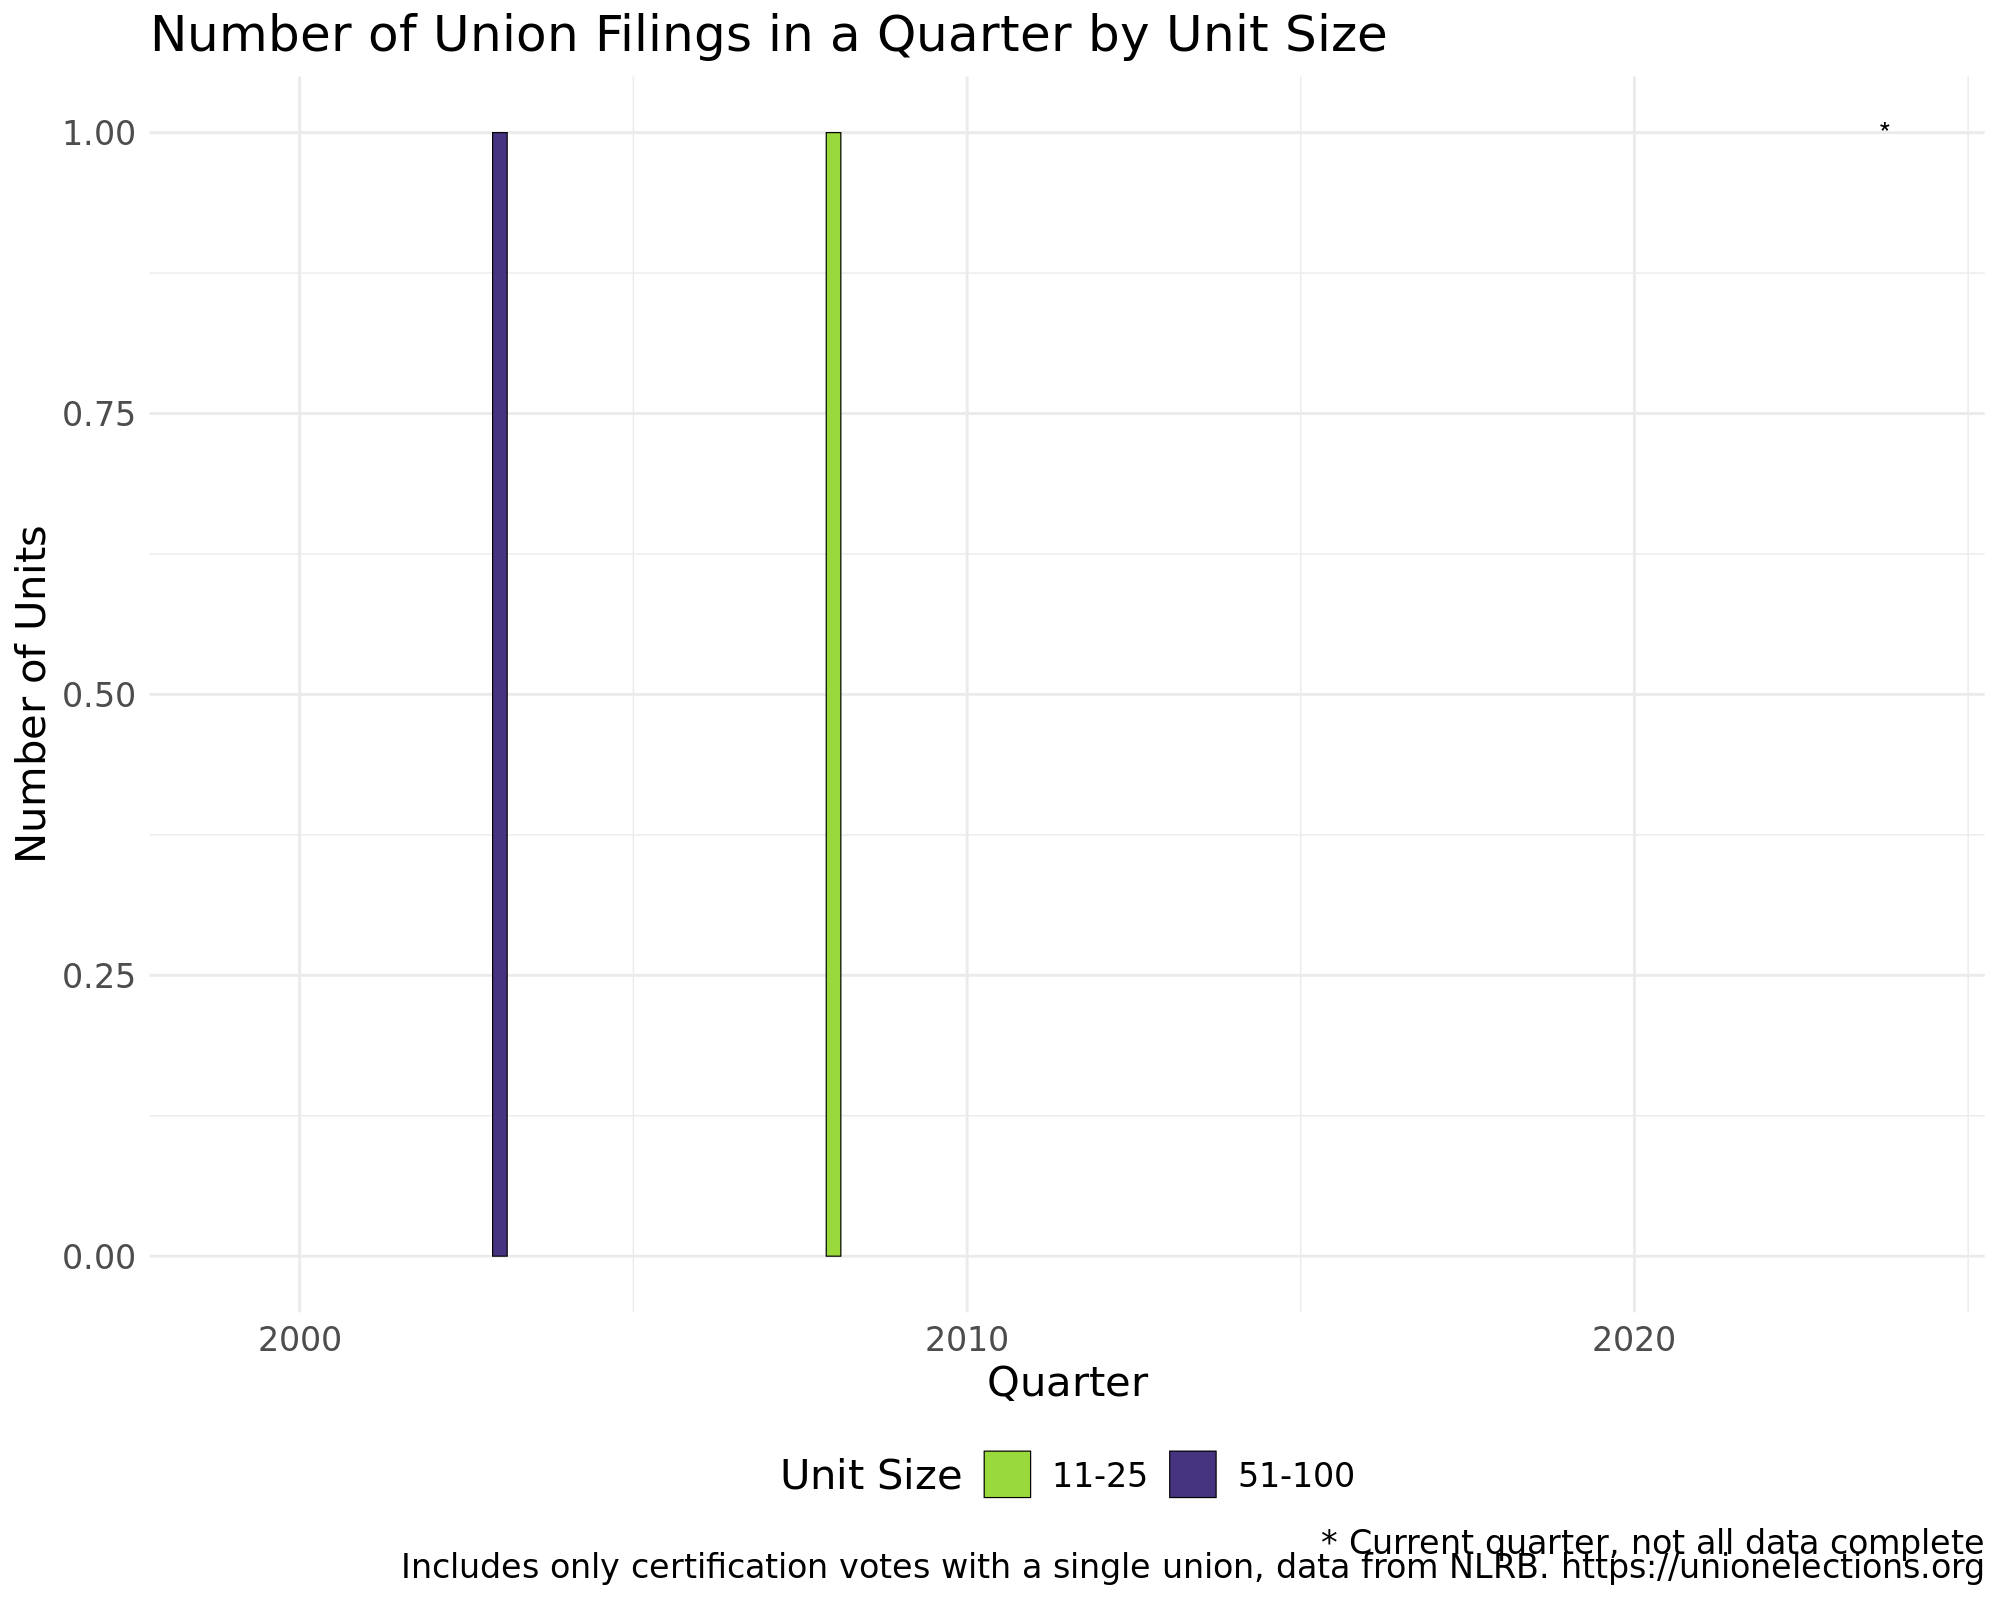 Number of Union Filings in a Quarter by Unit Size
*
1.00
0.75
0.50
0.25
0.00
Number of Units
2000 2010 2020
Quarter
Unit Size 11-25 51-100
* Current quarter, not all data complete
Includes only certification votes with a single union, data from NLRB. https://unionelections.org